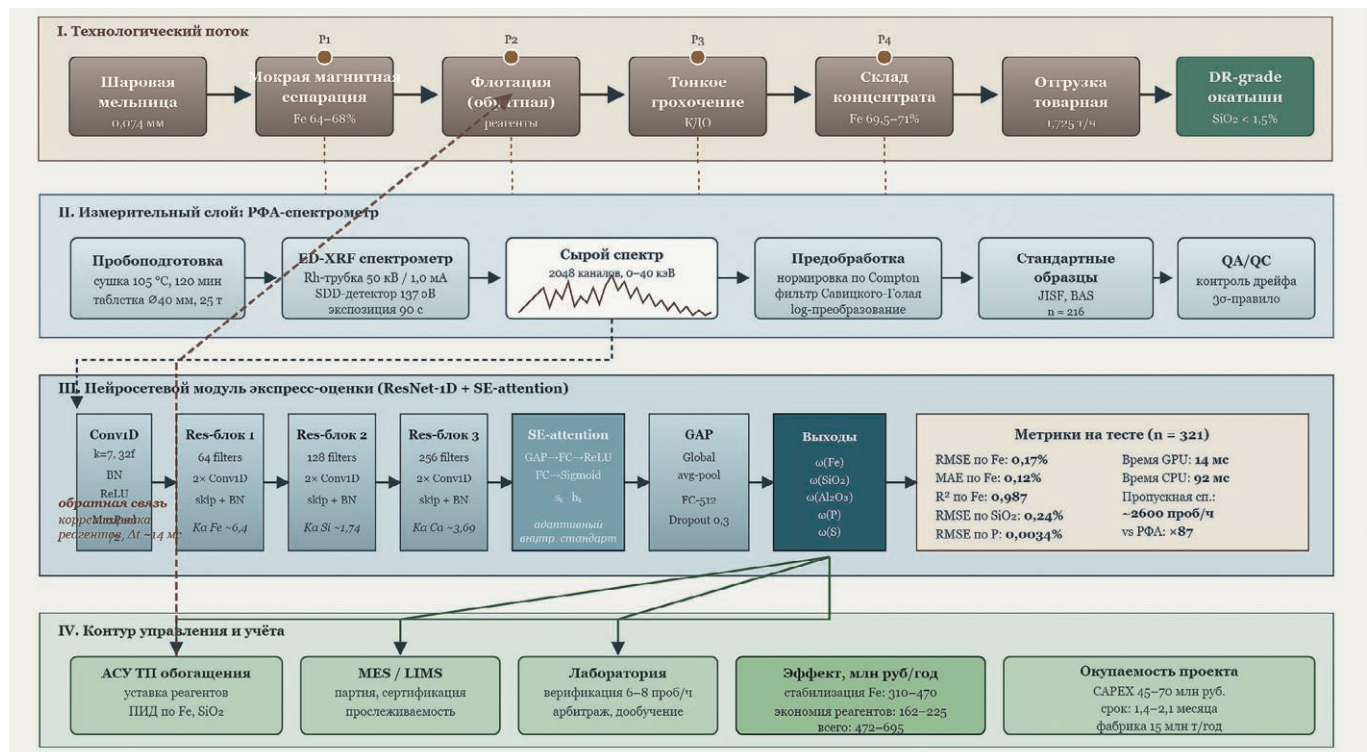 I. Технологический поток
P1
P2
P3
P4
Шаровая
мельница
0,074 мм
Мокрая магнитная
сепарация
Fe 64–68%
Флотация
(обратная)
реагенты
Тонкое
грохочение
КДО
Склад
концентрата
Fe 69,5–71%
Отгрузка
товарная
1,725 т/ч
DR-grade
окатыши
SiO₂ < 1,5%
II. Измерительный слой: РФА-спектрометр
Пробоподготовка
сушка 105 °C, 120 мин
таблетка Ø40 мм, 25 т
ED-XRF спектрометр
Rh-трубка 50 кВ / 1,0 мА
SDD-детектор 137 эВ
экспозиция 90 с
Сырой спектр
2048 каналов, 0–40 кэВ
Предобработка
нормировка по Compton
фильтр Савицкого-Голая
log-преобразование
Стандартные
образцы
JISF, BAS
n = 216
QA/QC
контроль дрейфа
3σ-правило
III. Нейросетевой модуль экспресс-оценки (ResNet-1D + SE-attention)
Conv1D
k=7, 32f
BN
ReLU
MaxPool
/2
обратная связь
корректировка
реагентов, Δt ~14 мс
Res-блок 1
64 filters
2× Conv1D
skip + BN
Kα Fe ~6,4
Res-блок 2
128 filters
2× Conv1D
skip + BN
Kα Si ~1,74
Res-блок 3
256 filters
2× Conv1D
skip + BN
Kα Ca ~3,69
SE-attention
GAP→FC→ReLU
FC→Sigmoid
адаптивный
внутр. стандарт
GAP
Global
avg-pool
FC-512
Dropout 0,3
Выходы
ω(Fe)
ω(SiO₂)
ω(Al₂O₃)
ω(P)
ω(S)
Метрики на тесте (n = 321)
RMSE по Fe: 0,17%
MAE по Fe: 0,12%
R² по Fe: 0,987
RMSE по SiO₂: 0,24%
RMSE по P: 0,0034%
Время GPU: 14 мс
Время CPU: 92 мс
Пропускная сп.:
~2600 проб/ч
vs РФА: ×87
IV. Контур управления и учёта
АСУ ТП обогащения
уставка реагентов
ПИД по Fe, SiO₂
MES / LIMS
партия, сертификация
прослеживаемость
Лаборатория
верификация 6–8 проб/ч
арбитраж, дообучение
Эффект, млн руб/год
стабилизация Fe: 310–470
экономия реагентов: 162–225
всего: 472–695
Окупаемость проекта
CAPEX 45–70 млн руб.
срок: 1,4–2,1 месяца
фабрика 15 млн т/год